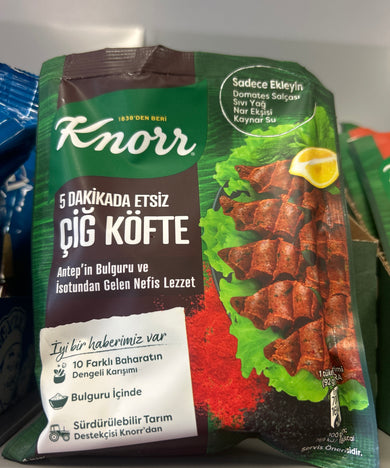 Sadece Ekleyin
Domates Salçası
Sıvı Yağ
Nar Ekşisi
Kaynar Su
1838'DEN BERİ
Knorr
5 DAKİKADA ETSİZ
ÇİĞ KÖFTE
Antep'in Bulguru ve
İsotundan Gelen Nefis Lezzet
İyi bir haberimiz var
10 Farklı Baharatın
Dengeli Karışımı
Bulguru İçinde
Sürdürülebilir Tarım
Destekçisi Knorr'dan
Servis Önerisidir.